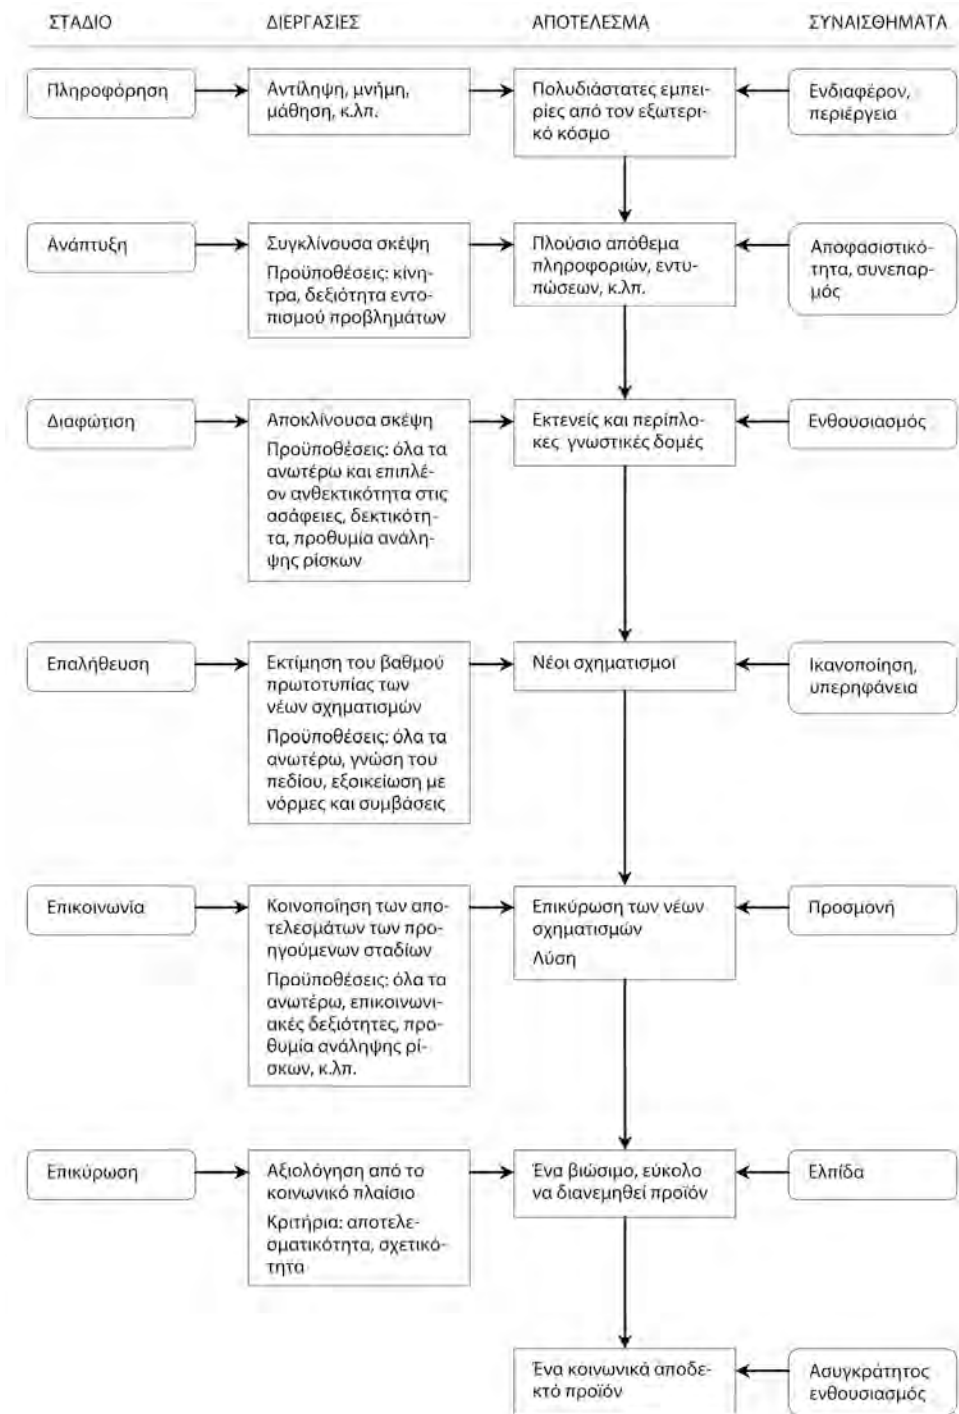 ΣΤΑΔΙΟ
ΔΙΕΡΓΑΣΙΕΣ
ΑΠΟΤΕΛΕΣΜΑ
ΣΥΝΑΙΣΘΗΜΑΤΑ
Πληροφόρηση
Αντίληψη, μνήμη,
μάθηση, κ.λπ.
Πολυδιάστατες εμπει-
ρίες από τον εξωτερι-
κό κόσμο
Ενδιαφέρον,
περιέργεια
Ανάπτυξη
Συγκλίνουσα σκέψη
Προϋποθέσεις: κίνη-
τρα, δεξιότητα εντο-
πισμού προβλημάτων
Πλούσιο απόθεμα
πληροφοριών, εντυ-
πώσεων, κ.λπ.
Αποφασιστικό-
τητα, συνεπαρ-
μός
Διαφώτιση
Αποκλίνουσα σκέψη
Προϋποθέσεις: όλα τα
ανωτέρω και επιπλέ-
ον ανθεκτικότητα στις
ασάφειες, δεκτικότη-
τα, προθυμία ανάλη-
ψης ρίσκων
Εκτενείς και περίπλο-
κες γνωστικές δομές
Ενθουσιασμός
Επαλήθευση
Εκτίμηση του βαθμού
πρωτοτυπίας των
νέων σχηματισμών
Προϋποθέσεις: όλα τα
ανωτέρω, γνώση του
πεδίου, εξοικείωση με
νόρμες και συμβάσεις
Νέοι σχηματισμοί
Ικανοποίηση,
υπερηφάνεια
Επικοινωνία
Κοινοποίηση των απο-
τελεσμάτων των προ-
ηγούμενων σταδίων
Προϋποθέσεις: όλα τα
ανωτέρω, επικοινωνι-
ακές δεξιότητες, προ-
θυμία ανάληψης ρί-
σκων, κ.λπ.
Επικύρωση των νέων
σχηματισμών
Λύση
Προσμονή
Επικύρωση
Αξιολόγηση από το
κοινωνικό πλαίσιο
Κριτήρια: αποτελε-
σματικότητα, σχετικό-
τητα
Ένα βιώσιμο, εύκολο
να διανεμηθεί προϊόν
Ελπίδα
Ένα κοινωνικά αποδε-
κτό προϊόν
Ασυγκράτητος
ενθουσιασμός